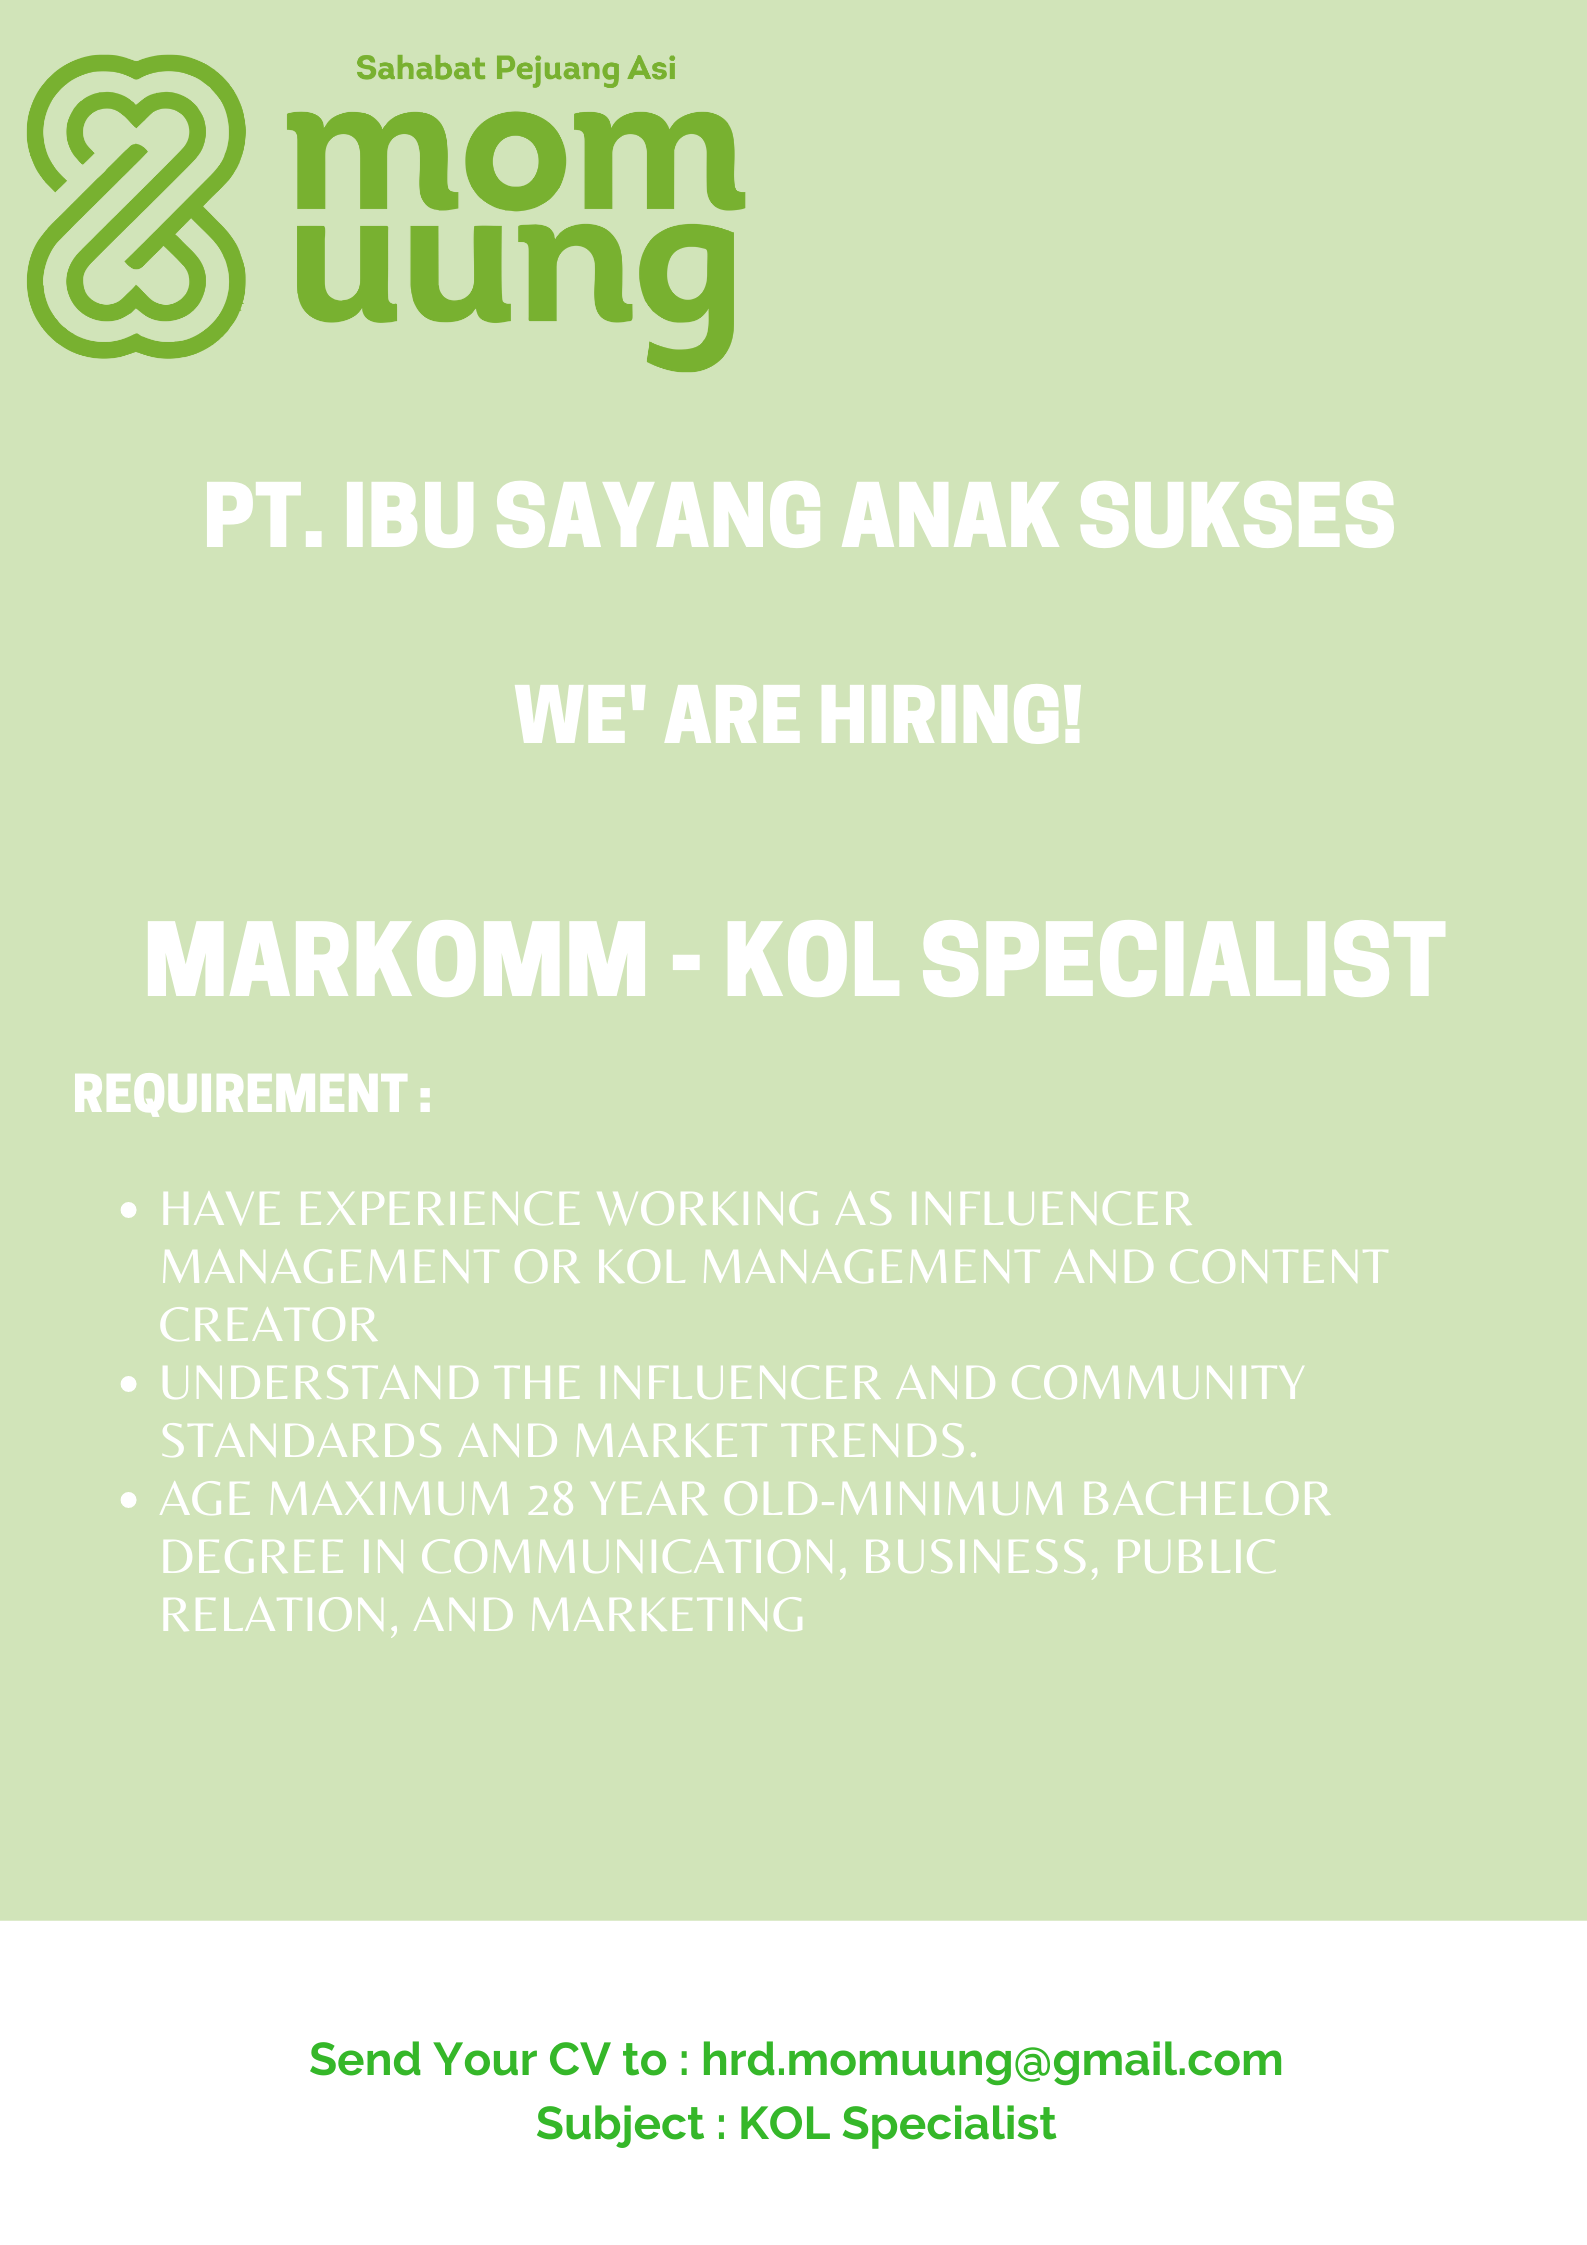 Sahabat Pejuang Asi
mom
uung
PT. IBU SAYANG ANAK SUKSES
WE' ARE HIRING!
MARKOMM - KOL SPECIALIST
REQUIREMENT :
• HAVE EXPERIENCE WORKING AS INFLUENCER
MANAGEMENT OR KOL MANAGEMENT AND CONTENT
CREATOR
• UNDERSTAND THE INFLUENCER AND COMMUNITY
STANDARDS AND MARKET TRENDS.
• AGE MAXIMUM 28 YEAR OLD-MINIMUM BACHELOR
DEGREE IN COMMUNICATION, BUSINESS, PUBLIC
RELATION, AND MARKETING
Send Your CV to : hrd.momuung@gmail.com
Subject : KOL Specialist